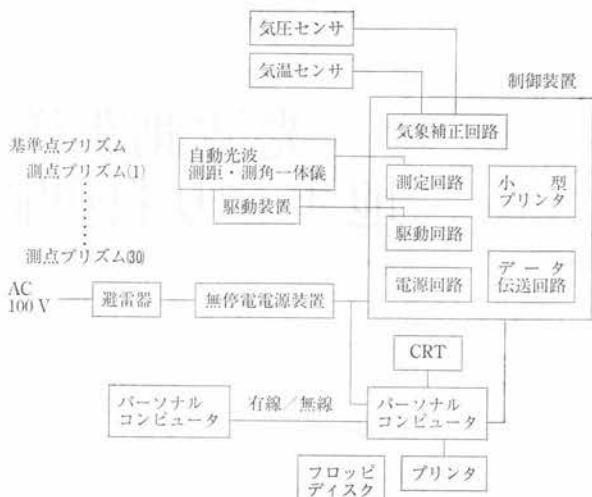 気圧センサ
気温センサ
制御装置
気象補正回路
基準点プリズム
測点プリズム(1)
自動光波
測距・測角一体儀
測定回路
小型
プリンタ
駆動装置
駆動回路
測点プリズム(30)
AC
100 V
避雷器
無停電電源装置
電源回路
データ
伝送回路
CRT
パーソナル
コンピュータ
有線/無線
パーソナル
コンピュータ
フロッピ
ディスク
プリンタ